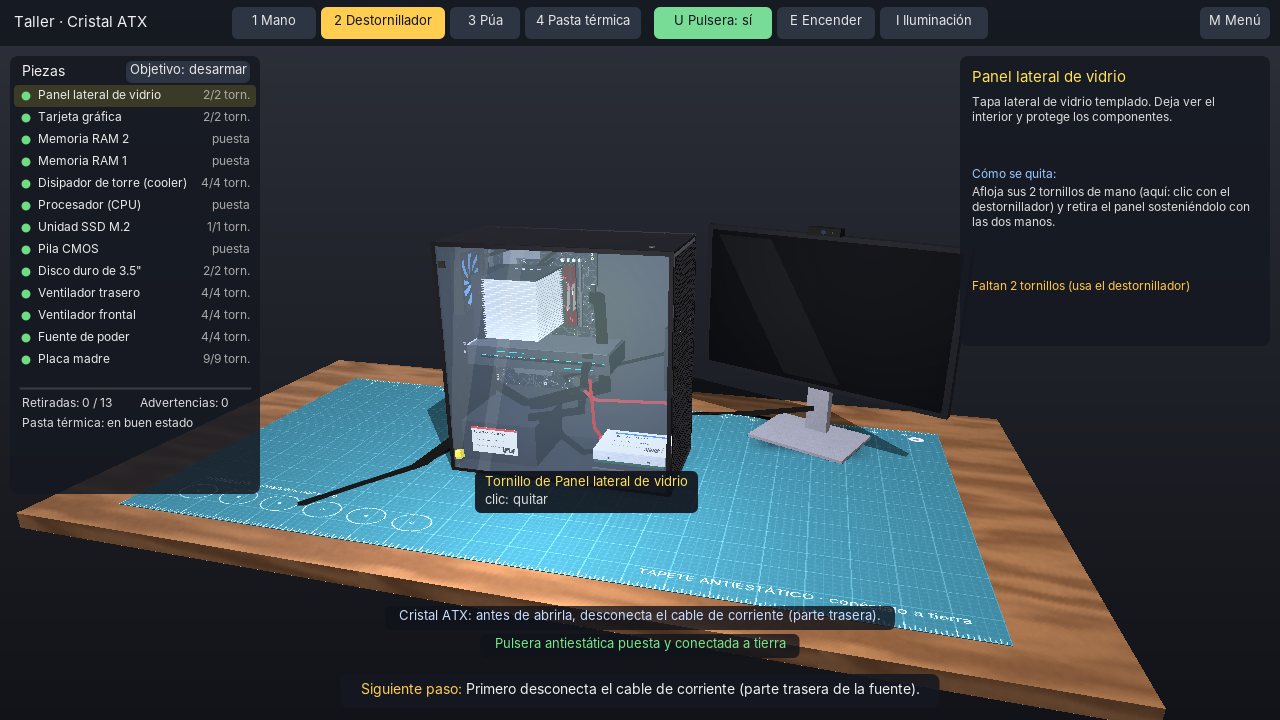 Taller · Cristal ATX
1 Mano
2 Destornillador
3 Púa
4 Pasta térmica
U Pulsera: sí
E Encender
I Iluminación
M Menú
Piezas
Objetivo: desarmar
Panel lateral de vidrio 2/2 torn.
Tarjeta gráfica 2/2 torn.
Memoria RAM 2 puesta
Memoria RAM 1 puesta
Disipador de torre (cooler) 4/4 torn.
Procesador (CPU) puesta
Unidad SSD M.2 1/1 torn.
Pila CMOS puesta
Disco duro de 3.5" 2/2 torn.
Ventilador trasero 4/4 torn.
Ventilador frontal 4/4 torn.
Fuente de poder 4/4 torn.
Placa madre 9/9 torn.
Retiradas: 0 / 13 Advertencias: 0
Pasta térmica: en buen estado
Panel lateral de vidrio
Tapa lateral de vidrio templado. Deja ver el
interior y protege los componentes.
Cómo se quita:
Afloja sus 2 tornillos de mano (aquí: clic con el
destornillador) y retira el panel sosteniéndolo con
las dos manos.
Faltan 2 tornillos (usa el destornillador)
Tornillo de Panel lateral de vidrio
clic: quitar
TAPETE ANTIESTÁTICO · a tierra
Cristal ATX: antes de abrirla, desconecta el cable de corriente (parte trasera).
Pulsera antiestática puesta y conectada a tierra
Siguiente paso: Primero desconecta el cable de corriente (parte trasera de la fuente).